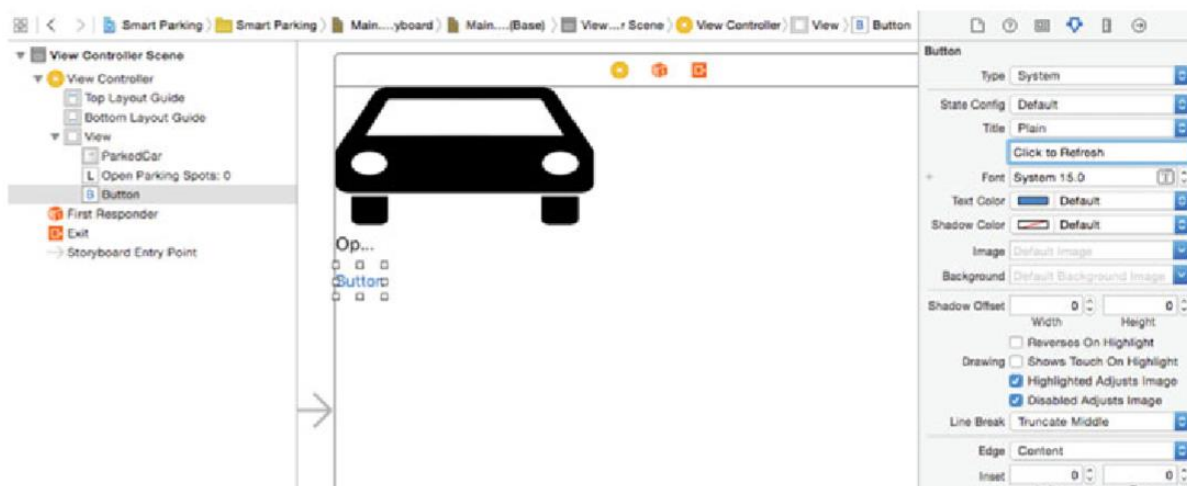 Smart Parking Smart Parking Main....yboard Main....(Base) View...r Scene View Controller View B Button
View Controller Scene
View Controller
Top Layout Guide
Bottom Layout Guide
View
ParkedCar
L Open Parking Spots: 0
B Button
First Responder
Exit
Storyboard Entry Point
Op...
Button
Button
Type System
State Config Default
Title Plain
Click to Refresh
Font System 15.0
Text Color Default
Shadow Color Default
Image Default Image
Background Default Background Image
Shadow Offset 0 0
Width Height
Reverses On Highlight
Drawing Shows Touch On Highlight
Highlighted Adjusts Image
Disabled Adjusts Image
Line Break Truncate Middle
Edge Content
Inset 0 0